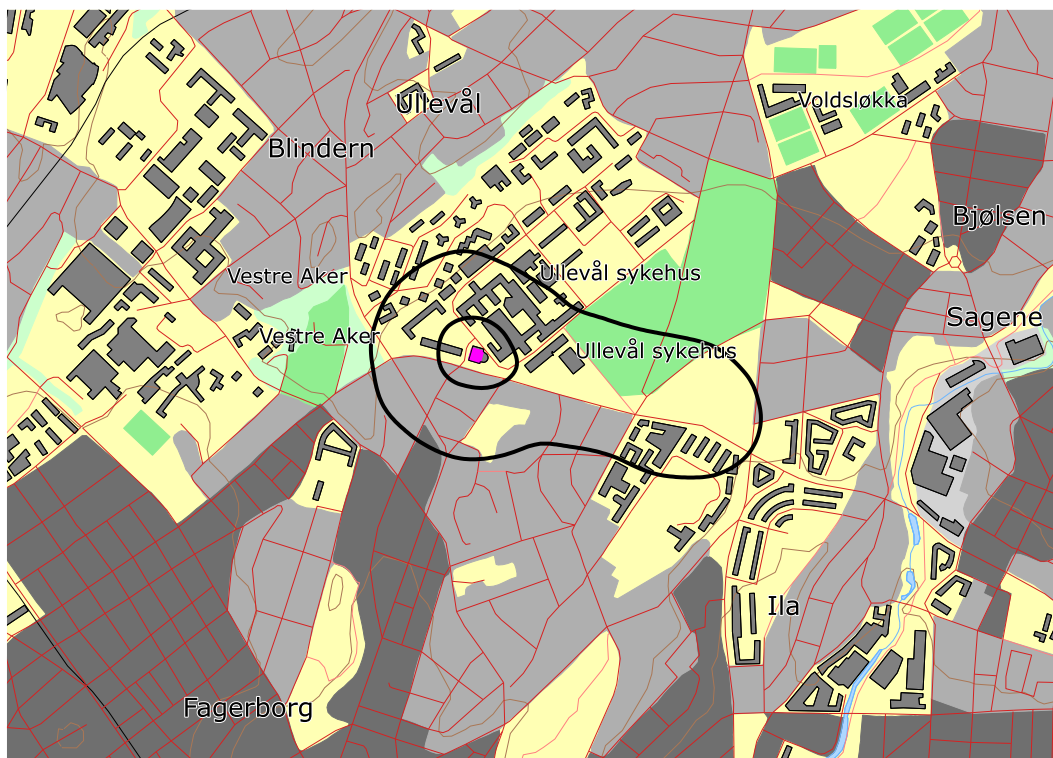 Ullevål
Voldsløkka
Blindern
Bjølsen
Vestre Aker
Ullevål sykehus
Sagene
Vestre Aker
Ullevål sykehus
Ila
Fagerborg